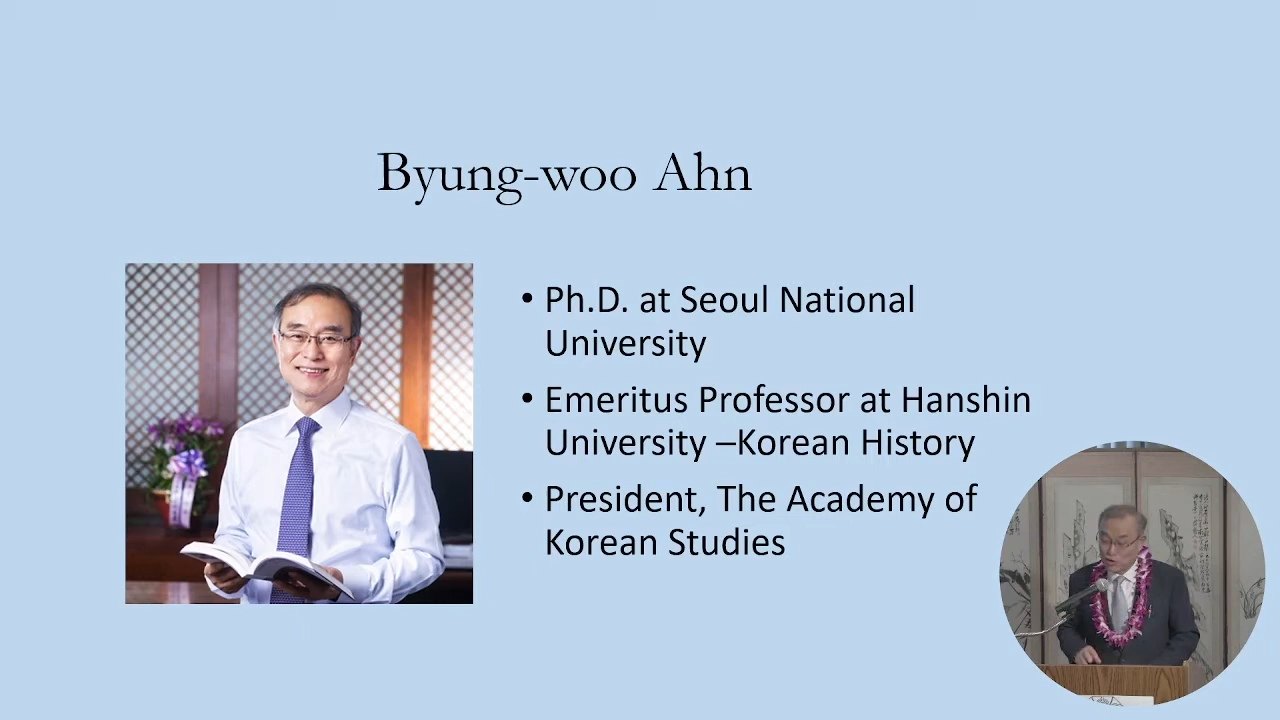 Byung-woo Ahn
• Ph.D. at Seoul National
University
• Emeritus Professor at Hanshin
University –Korean History
• President, The Academy of
Korean Studies